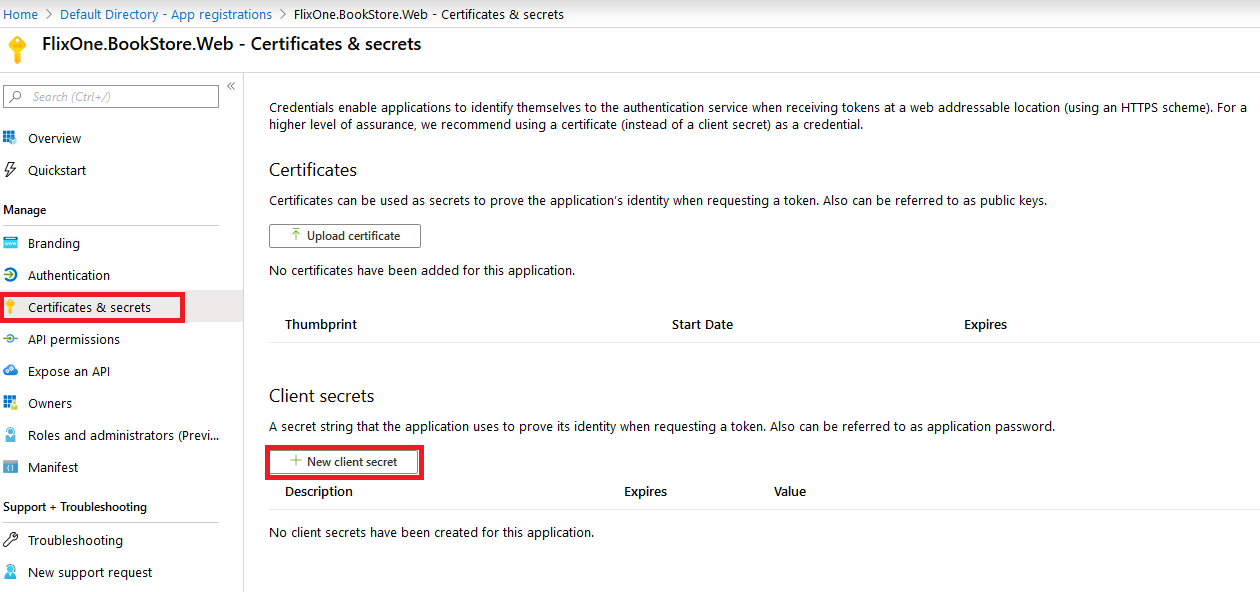 Home > Default Directory - App registrations > FlixOne.BookStore.Web - Certificates & secrets
FlixOne.BookStore.Web - Certificates & secrets
Search (Ctrl+/)
«
Overview
Quickstart
Manage
Branding
Authentication
Certificates & secrets
API permissions
Expose an API
Owners
Roles and administrators (Previ...
Manifest
Support + Troubleshooting
Troubleshooting
New support request
Credentials enable applications to identify themselves to the authentication service when receiving tokens at a web addressable location (using an HTTPS scheme). For a
higher level of assurance, we recommend using a certificate (instead of a client secret) as a credential.
Certificates
Certificates can be used as secrets to prove the application's identity when requesting a token. Also can be referred to as public keys.
Upload certificate
No certificates have been added for this application.
Thumbprint Start Date Expires
Client secrets
A secret string that the application uses to prove its identity when requesting a token. Also can be referred to as application password.
New client secret
Description Expires Value
No client secrets have been created for this application.